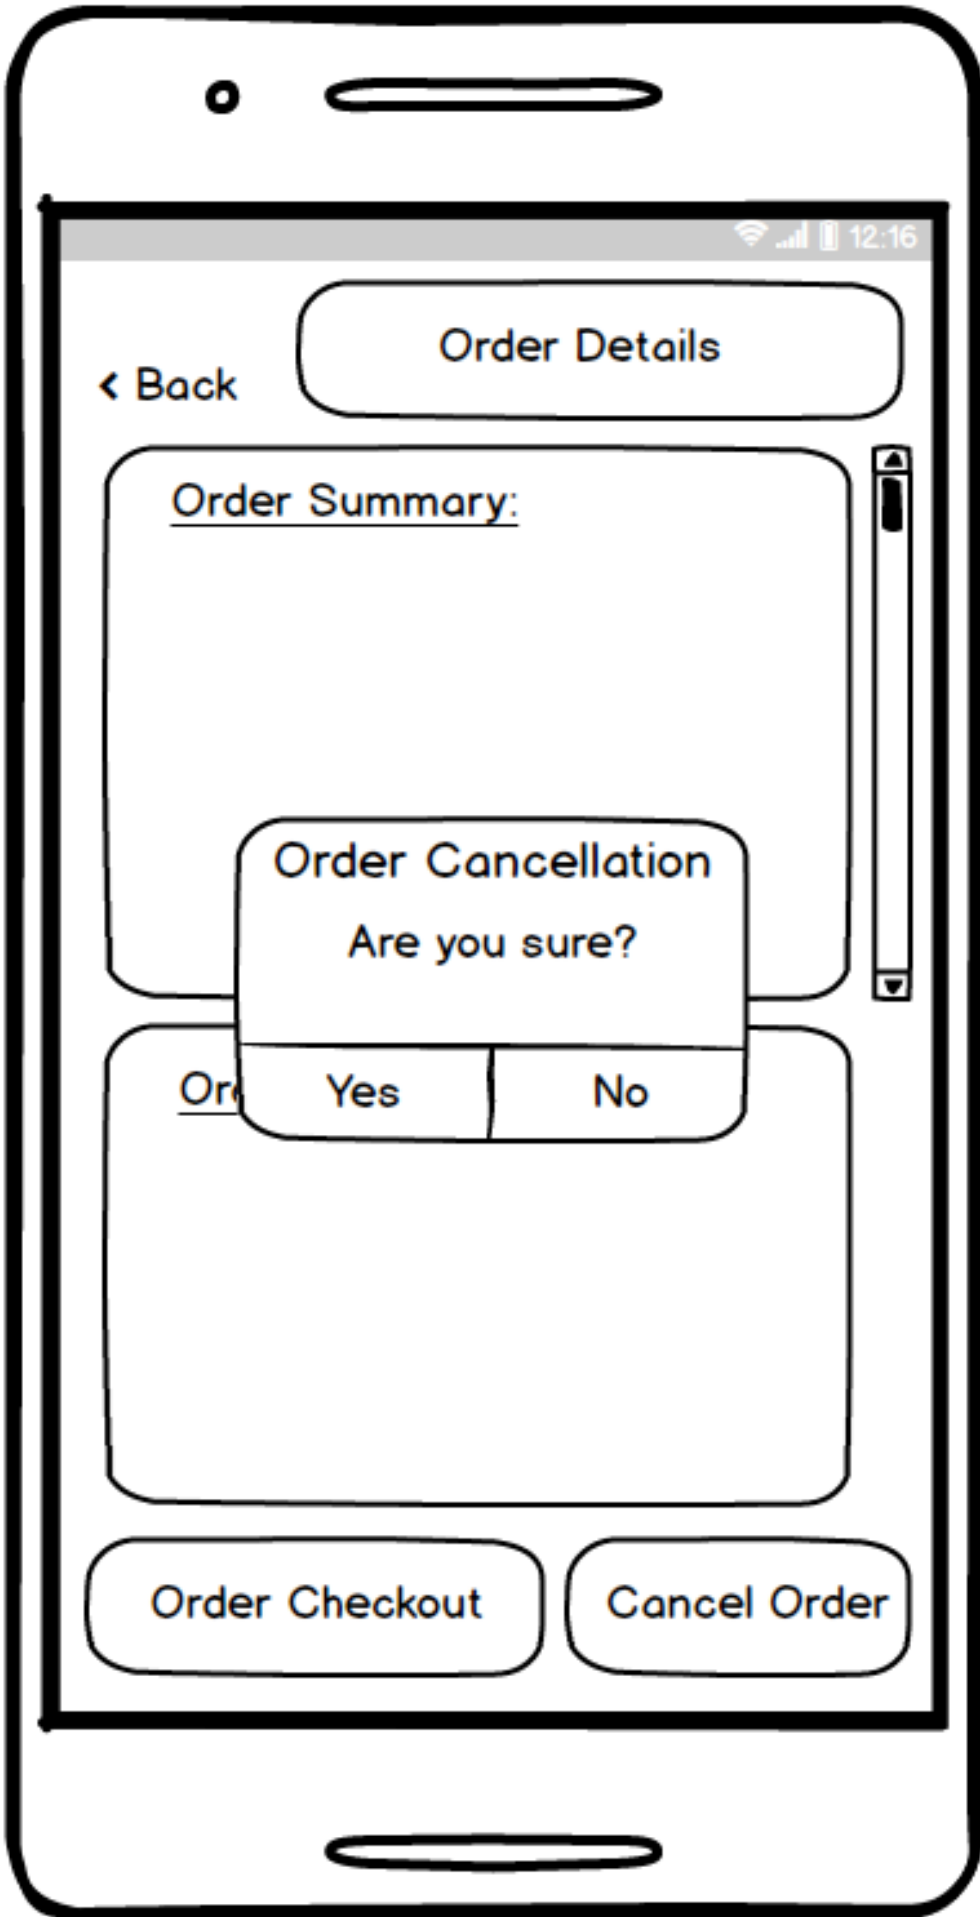 12:16
Order Details
< Back
Order Summary:
Order Cancellation
Are you sure?
Yes
No
Order Checkout
Cancel Order